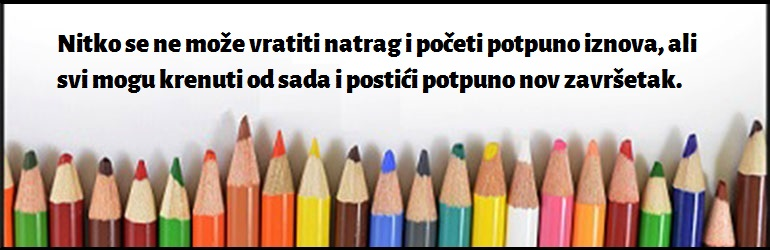 Nitko se ne može vratiti natrag i početi potpuno iznova, ali
svi mogu krenuti od sada i postići potpuno nov završetak.